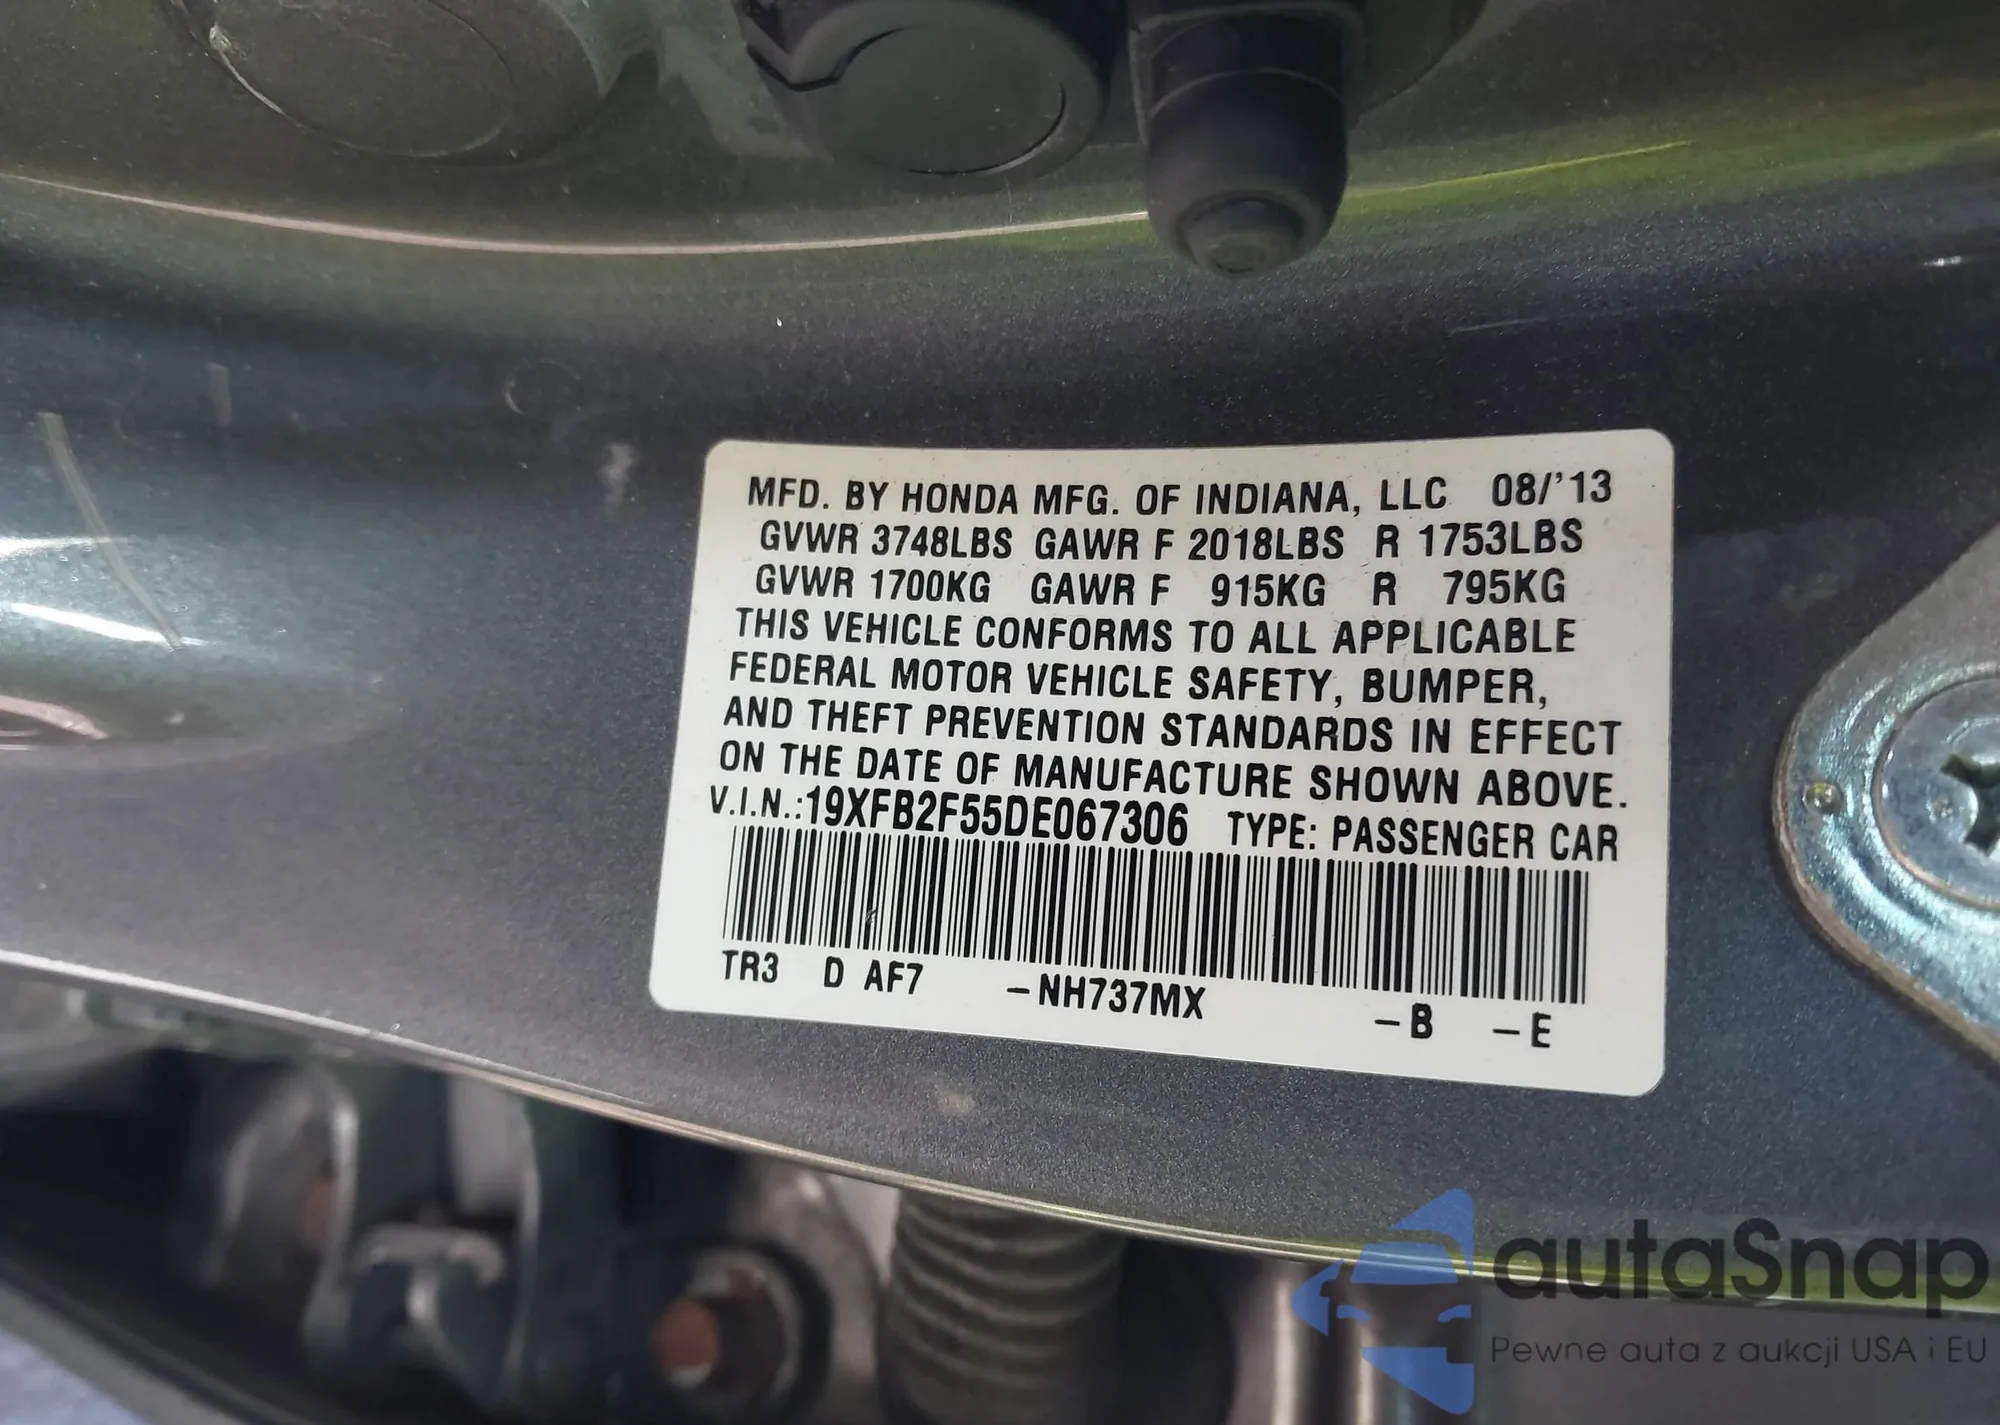 MFD. BY HONDA MFG. OF INDIANA, LLC 08/'13
GVWR 3748LBS GAWR F 2018LBS R 1753LBS
GVWR 1700KG GAWR F 915KG R 795KG
THIS VEHICLE CONFORMS TO ALL APPLICABLE
FEDERAL MOTOR VEHICLE SAFETY, BUMPER,
AND THEFT PREVENTION STANDARDS IN EFFECT
ON THE DATE OF MANUFACTURE SHOWN ABOVE.
V.I.N.:19XFB2F55DE067306 TYPE: PASSENGER CAR
TR3 D AF7 -NH737MX -B -E
autaSnap
Pewne auta z aukcji USA i EU